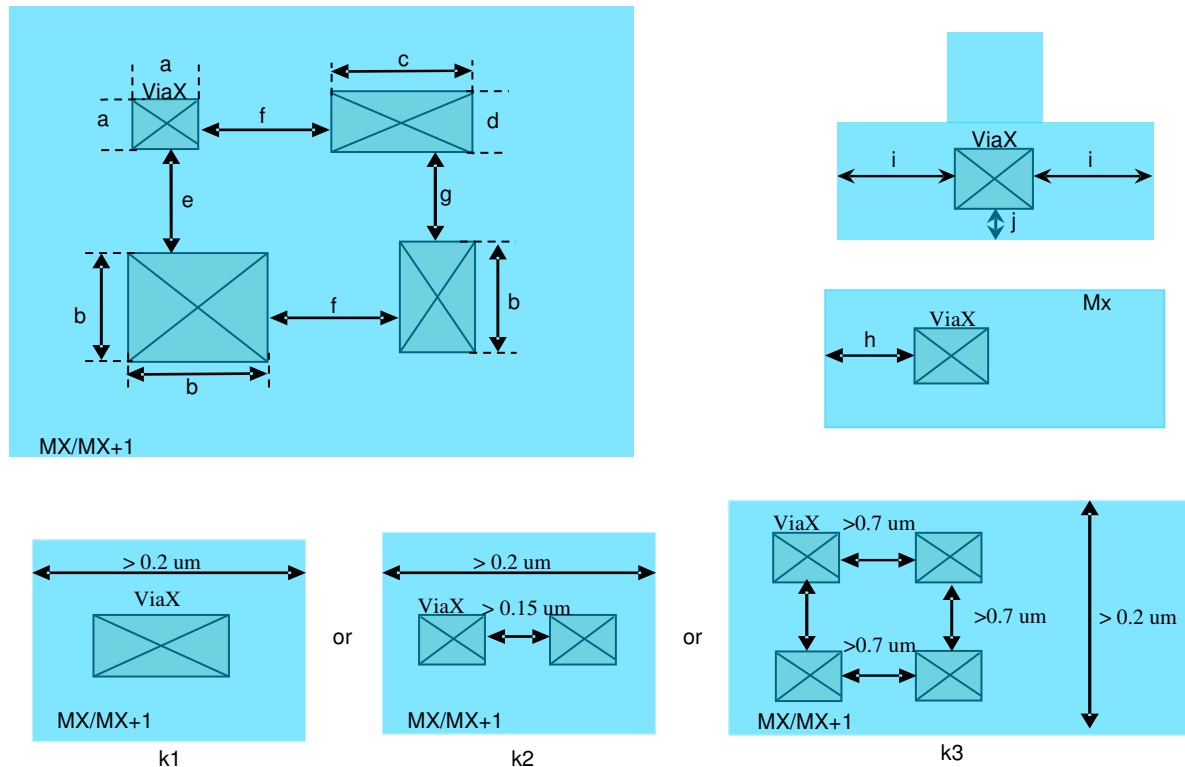 a
c
ViaX
a
f
d
e
g
b
f
b
b
MX/MX+1
ViaX
i
i
j
Mx
ViaX
h
> 0.2 um
ViaX
MX/MX+1
k1
or
> 0.2 um
ViaX
> 0.15 um
MX/MX+1
k2
or
ViaX
>0.7 um
>0.7 um
> 0.2 um
>0.7 um
MX/MX+1
k3